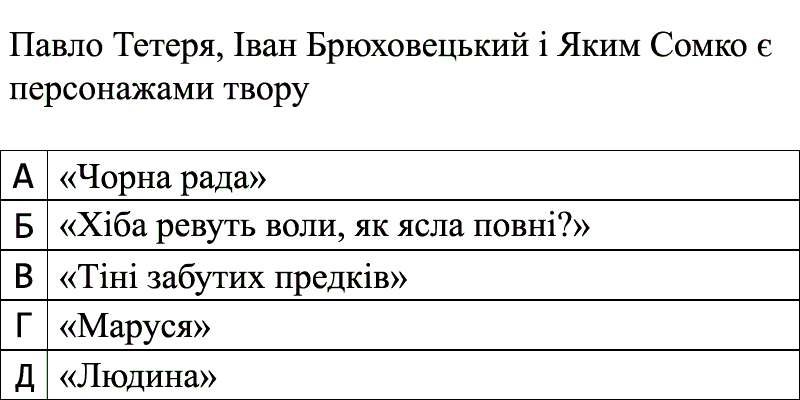 Павло Тетеря, Іван Брюховецький і Яким Сомко є
персонажами твору
А «Чорна рада»
Б «Хіба ревуть воли, як ясла повні?»
В «Тіні забутих предків»
Г «Маруся»
Д «Людина»